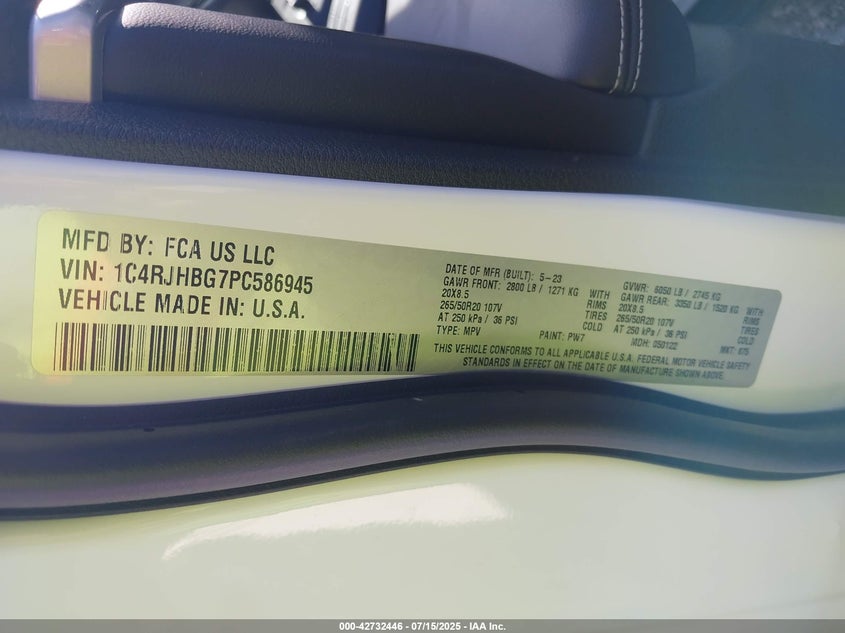 MFD BY: FCA US LLC
VIN: 1C4RJHBG7PC586945
VEHICLE MADE IN: U.S.A.
DATE OF MFR (BUILT): 5-23
GAWR FRONT: 2800 LB / 1271 KG WITH
20X8.5 RIMS
265/50R20 107V TIRES
AT 250 kPa / 36 PSI COLD
TYPE: MPV PAINT: PW7
GVWR: 6050 LB / 2745 KG
GAWR REAR: 3350 LB / 1520 KG WITH
20X8.5 RIMS
265/50R20 107V TIRES
AT 250 kPa / 36 PSI COLD
MDH: 050122 MKT: 675
THIS VEHICLE CONFORMS TO ALL APPLICABLE U.S.A. FEDERAL MOTOR VEHICLE SAFETY
STANDARDS IN EFFECT ON THE DATE OF MANUFACTURE SHOWN ABOVE.
000-42732446 - 07/15/2025 - IAA Inc.